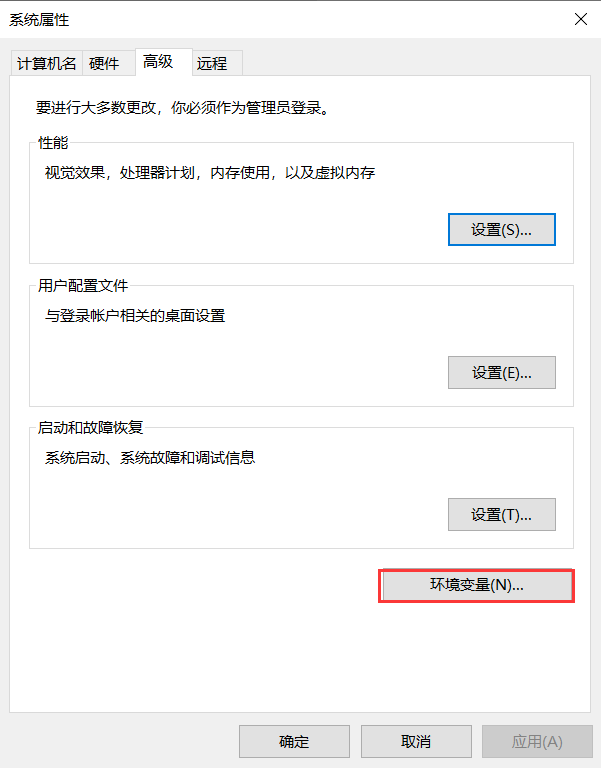 系统属性
计算机名 硬件 高级 远程
要进行大多数更改，你必须作为管理员登录。
性能
视觉效果，处理器计划，内存使用，以及虚拟内存
设置(S)...
用户配置文件
与登录帐户相关的桌面设置
设置(E)...
启动和故障恢复
系统启动、系统故障和调试信息
设置(T)...
环境变量(N)...
确定 取消 应用(A)